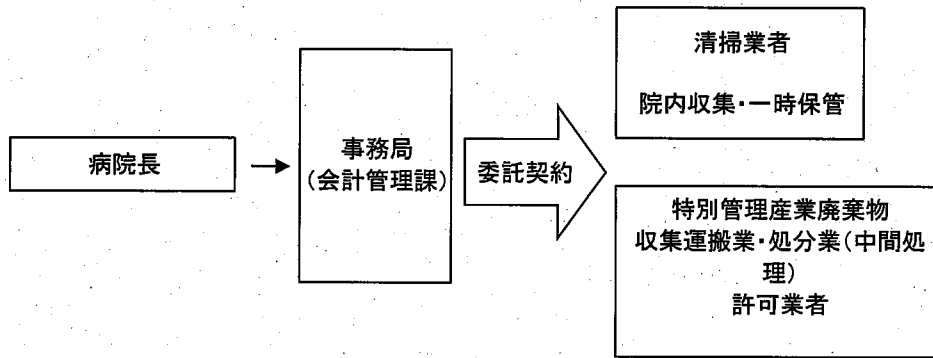 病院長
事務局
(会計管理課)
委託契約
清掃業者
院内収集・一時保管
特別管理産業廃棄物
収集運搬業・処分業(中間処
理)
許可業者